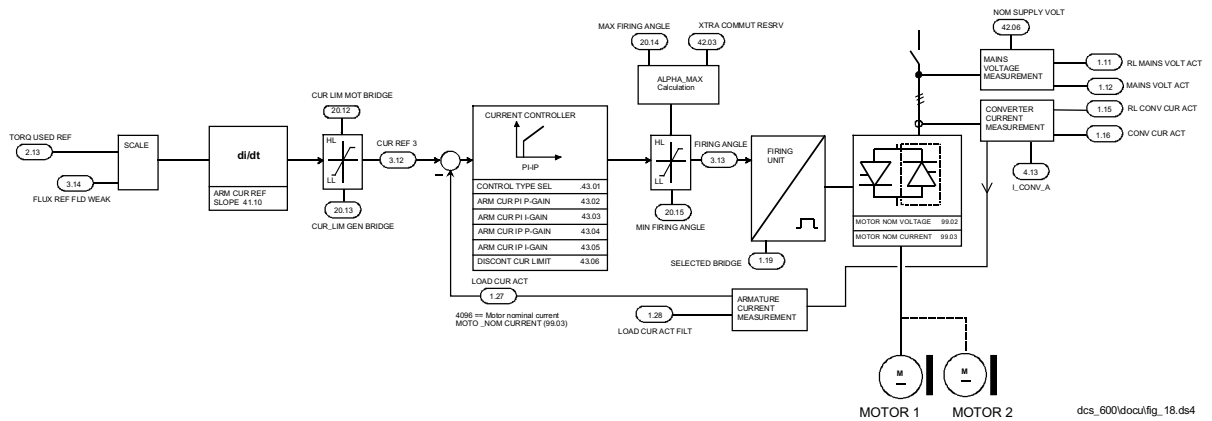 TORQ USED REF
2.13
3.14
FLUX REF FLD WEAK
SCALE
di/dt
ARM CUR REF
SLOPE 41.10
CUR LIM MOT BRIDGE
20.12
HL
LL
20.13
CUR_LIM GEN BRIDGE
CUR REF 3
3.12
CURRENT CONTROLLER
PI-IP
CONTROL TYPE SEL .43.01
ARM CUR PI P-GAIN 43.02
ARM CUR PI I-GAIN 43.03
ARM CUR IP P-GAIN 43.04
ARM CUR IP I-GAIN 43.05
DISCONT CUR LIMIT 43.06
LOAD CUR ACT
1.27
4096 == Motor nominal current
MOTO _NOM CURRENT (99.03)
MAX FIRING ANGLE
20.14
XTRA COMMUT RESRV
42.03
ALPHA_MAX
Calculation
HL
LL
20.15
MIN FIRING ANGLE
FIRING ANGLE
3.13
FIRING
UNIT
SELECTED BRIDGE
1.19
1.28
LOAD CUR ACT FILT
ARMATURE
CURRENT
MEASUREMENT
MOTOR NOM VOLTAGE 99.02
MOTOR NOM CURRENT 99.03
NOM SUPPLY VOLT
42.06
MAINS
VOLTAGE
MEASUREMENT
1.11 RL MAINS VOLT ACT
1.12 MAINS VOLT ACT
CONVERTER
CURRENT
MEASUREMENT
1.15 RL CONV CUR ACT
1.16 CONV CUR ACT
4.13
I_CONV_A
M
M
MOTOR 1
MOTOR 2
dcs_600\docu\fig_18.ds4